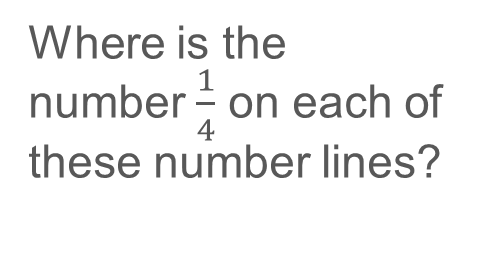 Where is the
number 1/4 on each of
these number lines?